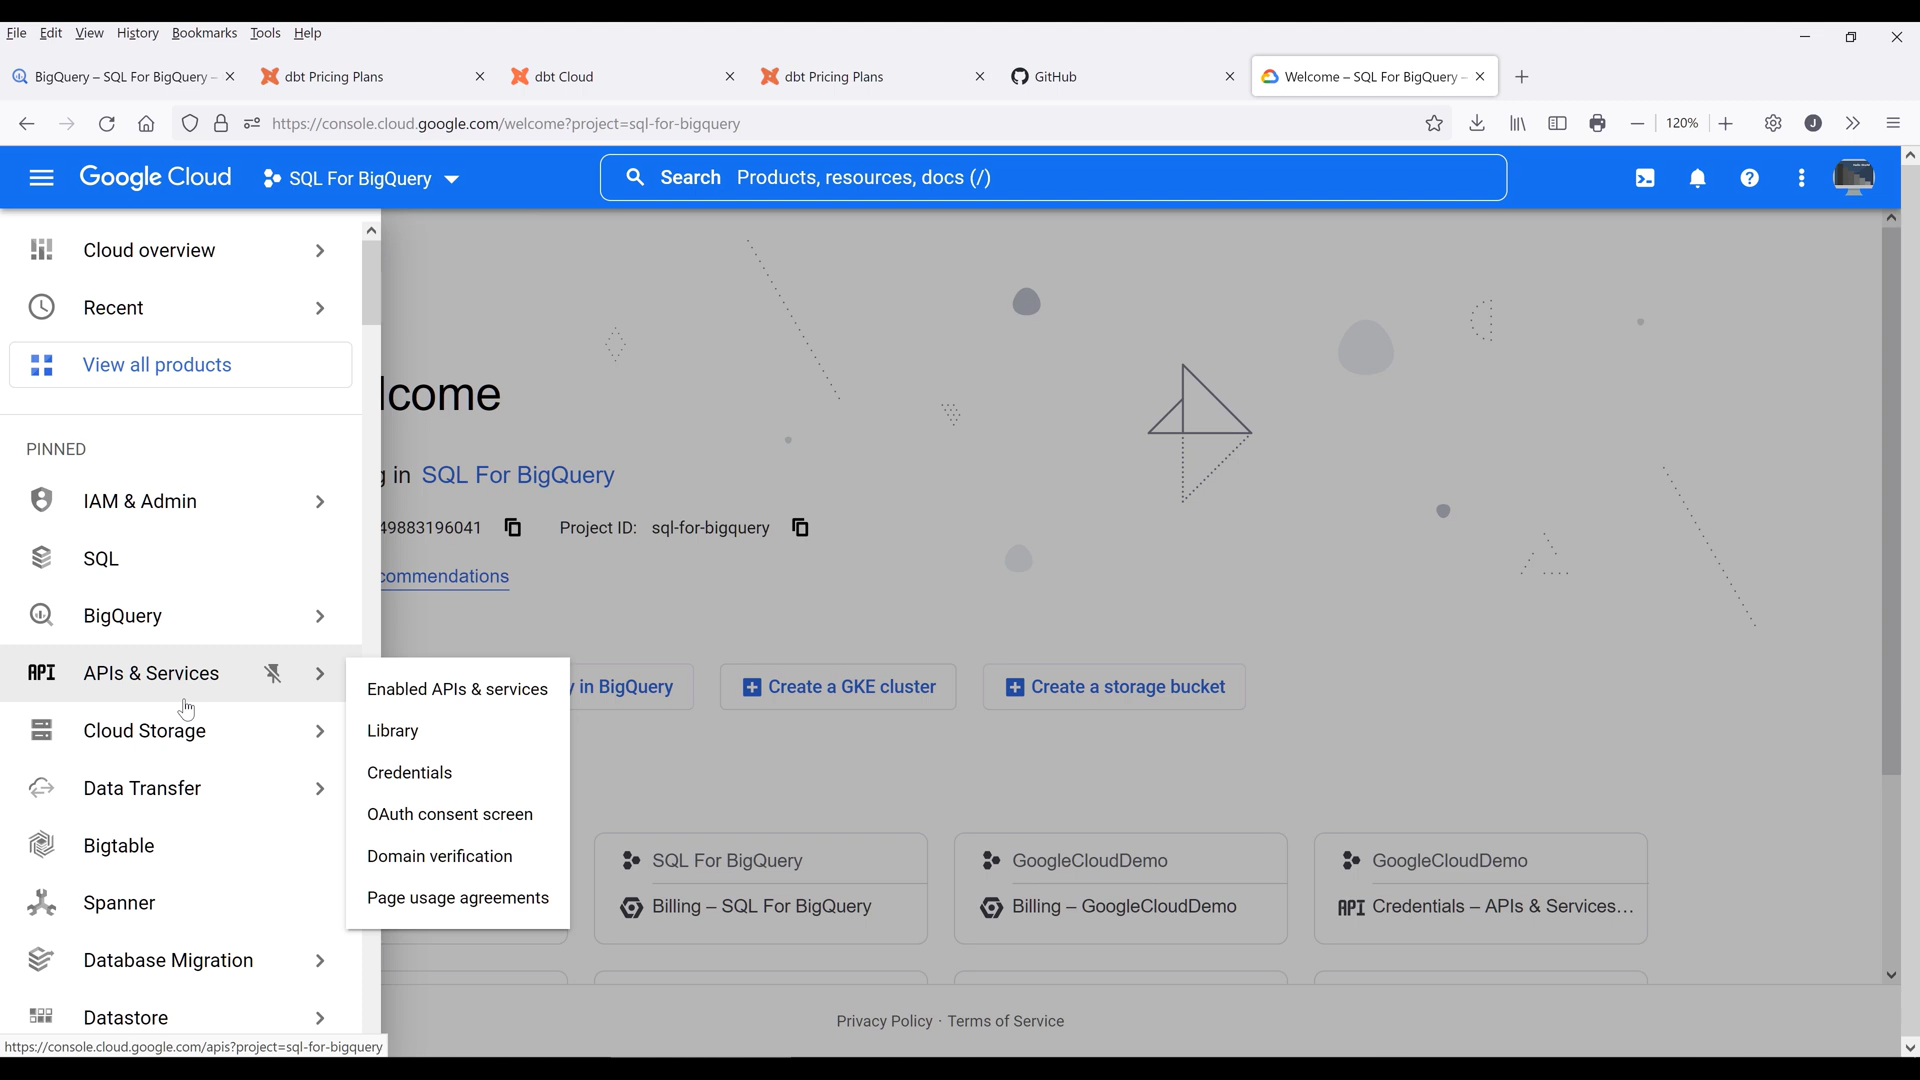 File Edit View History Bookmarks Tools Help
BigQuery – SQL For BigQuery – dbt Pricing Plans dbt Cloud dbt Pricing Plans GitHub Welcome – SQL For BigQuery –
https://console.cloud.google.com/welcome?project=sql-for-bigquery 120% J
Google Cloud SQL For BigQuery Search Products, resources, docs (/)
Cloud overview
Recent
View all products
PINNED
IAM & Admin
SQL
BigQuery
API APIs & Services
Cloud Storage
Data Transfer
Bigtable
Spanner
Database Migration
Datastore
Enabled APIs & services
Library
Credentials
OAuth consent screen
Domain verification
Page usage agreements
lcome
g in SQL For BigQuery
49883196041 Project ID: sql-for-bigquery
commendations
y in BigQuery Create a GKE cluster Create a storage bucket
SQL For BigQuery GoogleCloudDemo GoogleCloudDemo
Billing – SQL For BigQuery Billing – GoogleCloudDemo API Credentials – APIs & Services...
Privacy Policy · Terms of Service
https://console.cloud.google.com/apis?project=sql-for-bigquery